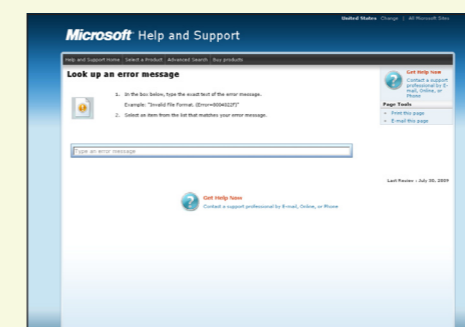 United States Change | All Microsoft Sites
Microsoft Help and Support
Help and Support Home | Select a Product | Advanced Search | Buy products
Look up an error message
1. In the box below, type the exact text of the error message.
Example: "Invalid File Format. (Error=8004022F)"
2. Select an item from the list that matches your error message.
Type an error message
Get Help Now
Contact a support professional by E-mail, Online, or Phone
Page Tools
Print this page
E-mail this page
Last Review : July 30, 2009
Get Help Now
Contact a support professional by E-mail, Online, or Phone